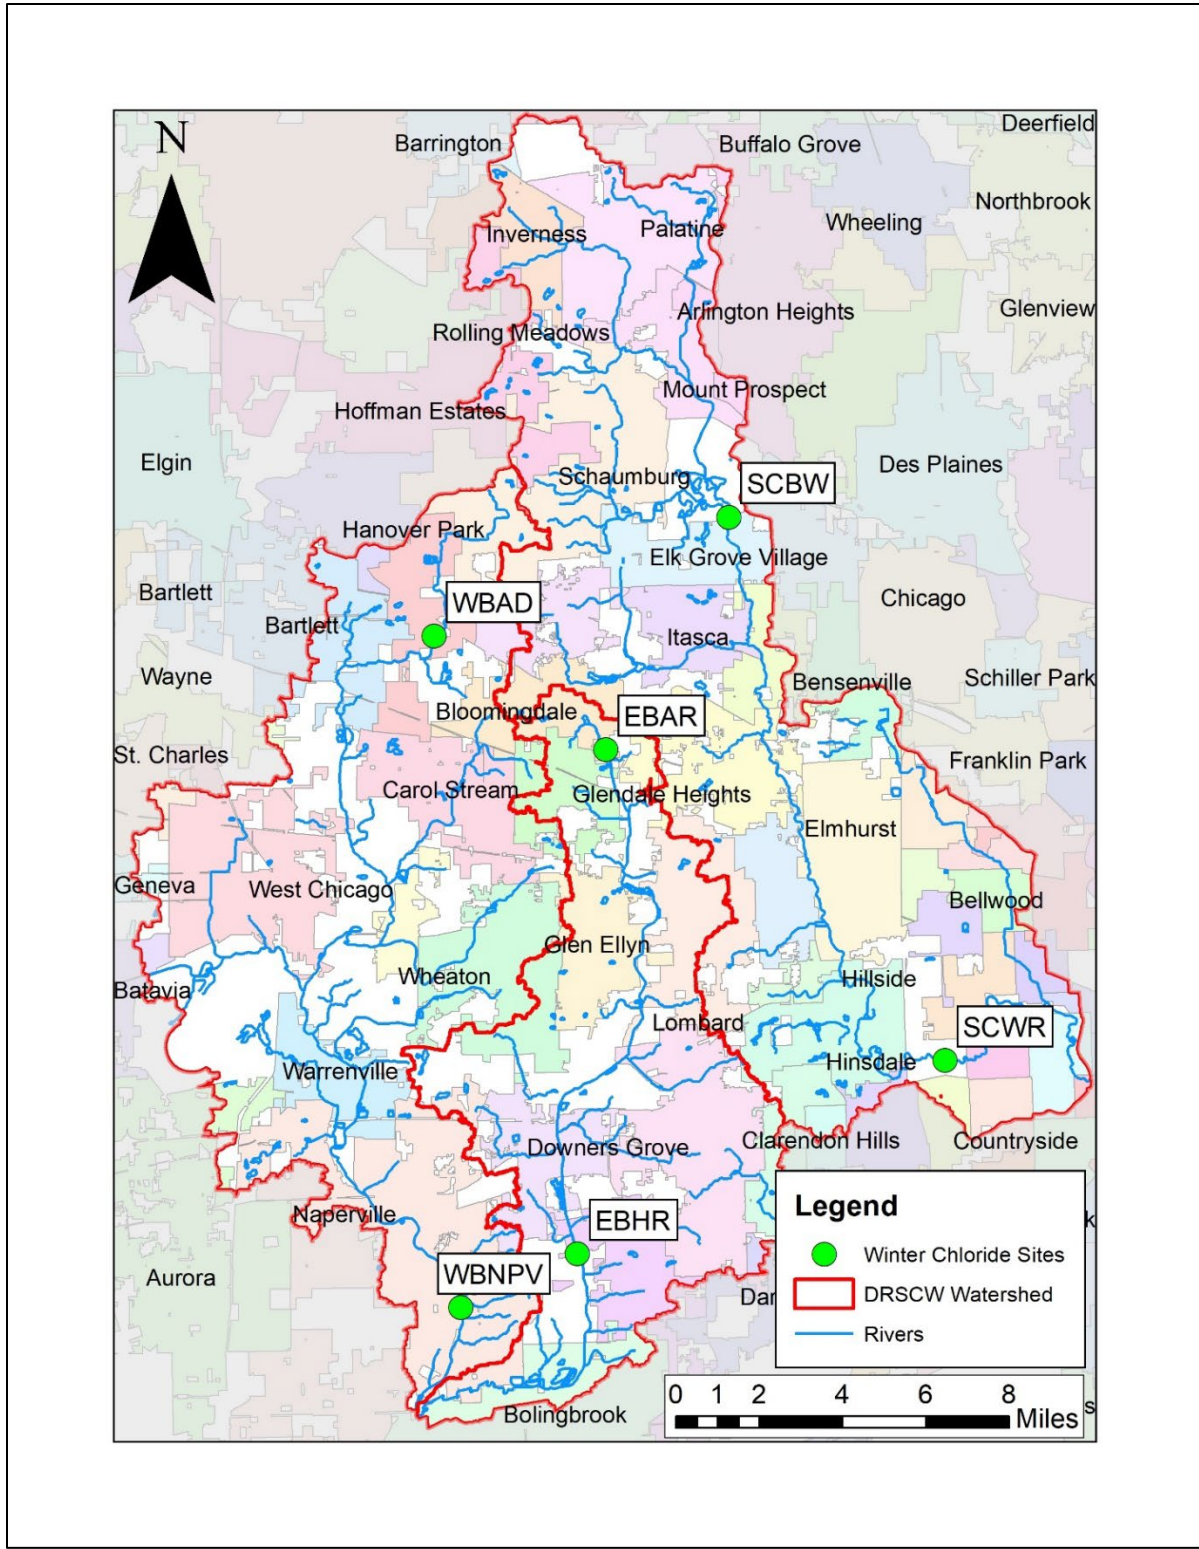 Deerfield
N
Barrington
Buffalo Grove
Northbrook
Wheeling
Palatine
Inverness
Glenview
Arlington Heights
Rolling Meadows
Mount Prospect
Hoffman Estates
Elgin
Des Plaines
Schaumburg
SCBW
Hanover Park
Elk Grove Village
Bartlett
WBAD
Chicago
Bartlett
Itasca
Wayne
Bensenville
Schiller Park
Bloomingdale
EBAR
St. Charles
Franklin Park
Carol Stream
Glendale Heights
Elmhurst
Geneva
West Chicago
Bellwood
Glen Ellyn
Wheaton
Hillside
Batavia
Lombard
SCWR
Warrenville
Hinsdale
Downers Grove
Clarendon Hills
Countryside
Naperville
EBHR
k
Aurora
WBNPV
Dar
Legend
Winter Chloride Sites
DRSCW Watershed
Rivers
Bolingbrook
s
0 1 2 4 6 8
Miles